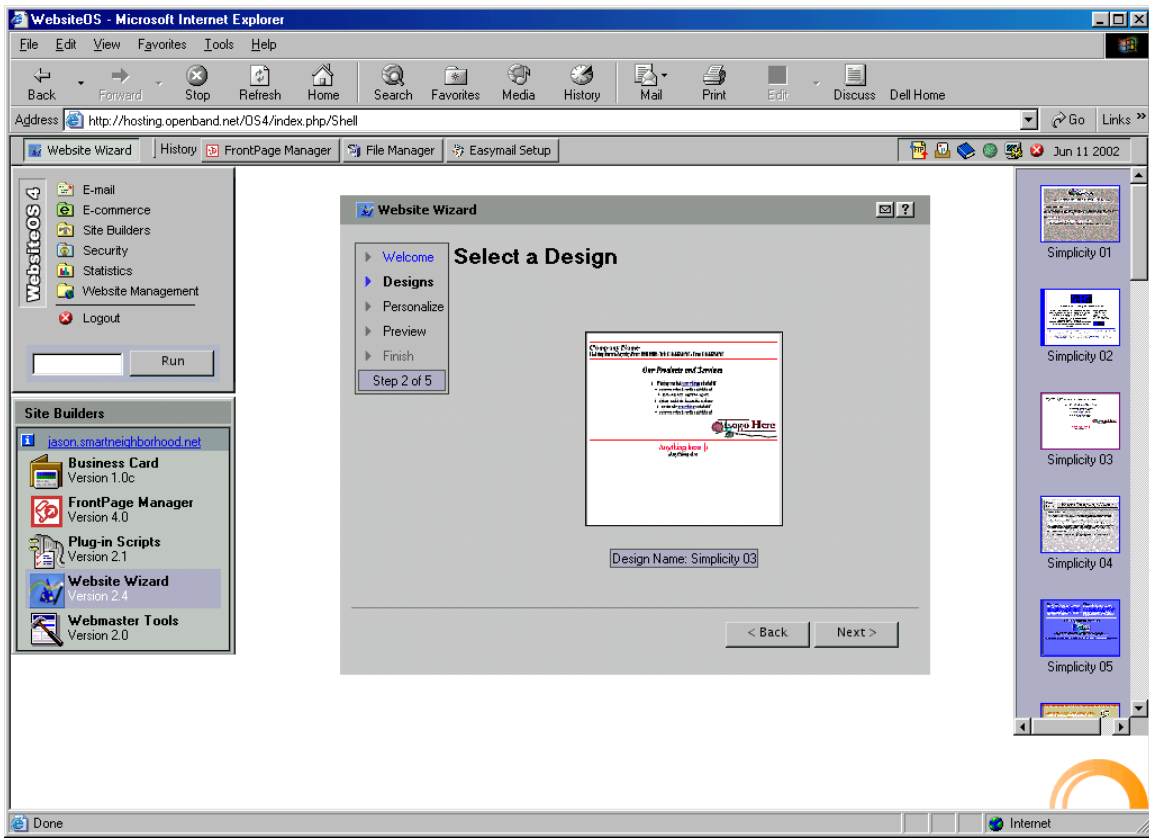 WebsiteOS - Microsoft Internet Explorer
File Edit View Favorites Tools Help
Back Forward Stop Refresh Home Search Favorites Media History Mail Print Edit Discuss Dell Home
Address http://hosting.openband.net/OS4/index.php/Shell Go Links »
Website Wizard History FrontPage Manager File Manager Easymail Setup Jun 11 2002
WebsiteOS 4
E-mail
E-commerce
Site Builders
Security
Statistics
Website Management
Logout
Run
Site Builders
jason.smartneighborhood.net
Business Card
Version 1.0c
FrontPage Manager
Version 4.0
Plug-in Scripts
Version 2.1
Website Wizard
Version 2.4
Webmaster Tools
Version 2.0
Website Wizard ?
Welcome
Designs
Personalize
Preview
Finish
Step 2 of 5
Select a Design
Company Name
Our Products and Services
Logo Here
Anything here
Design Name: Simplicity 03
< Back Next >
Simplicity 01
Simplicity 02
Simplicity 03
Simplicity 04
Simplicity 05
Done Internet